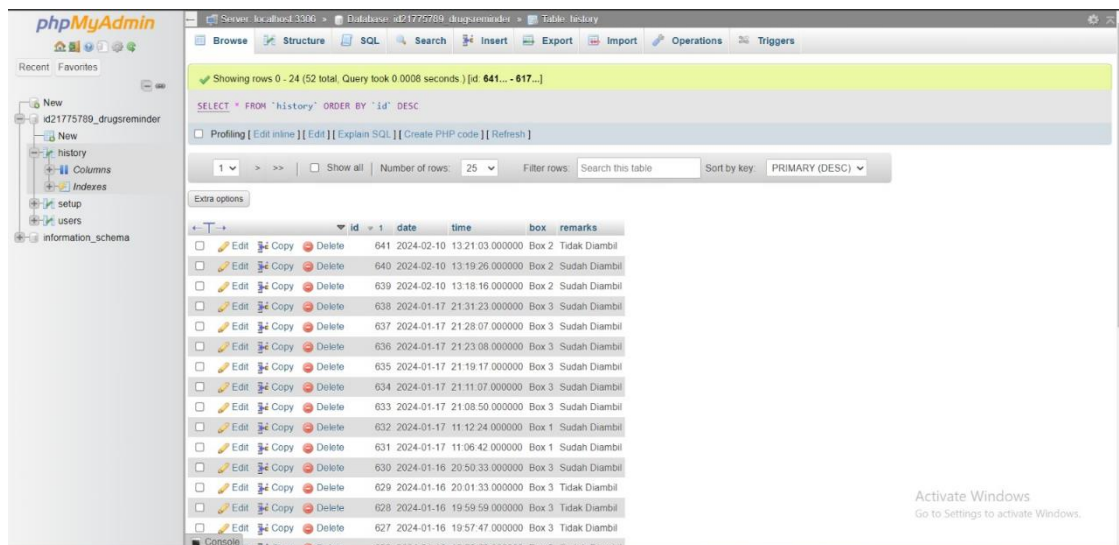 phpMyAdmin
Recent Favorites
New
id21775789_drugsreminder
New
history
Columns
Indexes
setup
users
information_schema
Server: localhost:3306 » Database: id21775789_drugsreminder » Table: history
Browse Structure SQL Search Insert Export Import Operations Triggers
Showing rows 0 - 24 (52 total, Query took 0.0008 seconds.) [id: 641... - 617...]
SELECT * FROM `history` ORDER BY `id` DESC
Profiling [ Edit inline ] [ Edit ] [ Explain SQL ] [ Create PHP code ] [ Refresh ]
1 > >> Show all Number of rows: 25 Filter rows: Search this table Sort by key: PRIMARY (DESC)
Extra options
id 1 date time box remarks
Edit Copy Delete 641 2024-02-10 13:21:03.000000 Box 2 Tidak Diambil
Edit Copy Delete 640 2024-02-10 13:19:26.000000 Box 2 Sudah Diambil
Edit Copy Delete 639 2024-02-10 13:18:16.000000 Box 2 Sudah Diambil
Edit Copy Delete 638 2024-01-17 21:31:23.000000 Box 3 Sudah Diambil
Edit Copy Delete 637 2024-01-17 21:28:07.000000 Box 3 Sudah Diambil
Edit Copy Delete 636 2024-01-17 21:23:08.000000 Box 3 Sudah Diambil
Edit Copy Delete 635 2024-01-17 21:19:17.000000 Box 3 Sudah Diambil
Edit Copy Delete 634 2024-01-17 21:11:07.000000 Box 3 Sudah Diambil
Edit Copy Delete 633 2024-01-17 21:08:50.000000 Box 3 Sudah Diambil
Edit Copy Delete 632 2024-01-17 11:12:24.000000 Box 1 Sudah Diambil
Edit Copy Delete 631 2024-01-17 11:06:42.000000 Box 1 Sudah Diambil
Edit Copy Delete 630 2024-01-16 20:50:33.000000 Box 3 Sudah Diambil
Edit Copy Delete 629 2024-01-16 20:01:33.000000 Box 3 Tidak Diambil
Edit Copy Delete 628 2024-01-16 19:59:59.000000 Box 3 Tidak Diambil
Edit Copy Delete 627 2024-01-16 19:57:47.000000 Box 3 Tidak Diambil
Console
Activate Windows
Go to Settings to activate Windows.